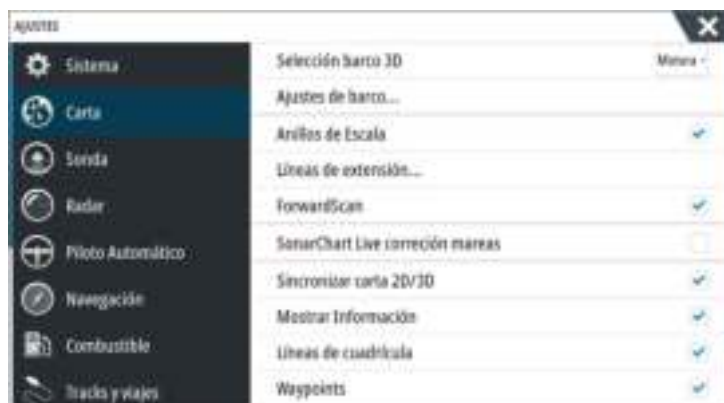 AJUSTES
Sistema
Carta
Sonda
Radar
Piloto Automático
Navegación
Combustible
Tracks y viajes
Selección barco 3D
Motora
Ajustes de barco...
Anillos de Escala
Líneas de extensión...
ForwardScan
SonarChart Live correción mareas
Sincronizar carta 2D/3D
Mostrar Información
Líneas de cuadrícula
Waypoints